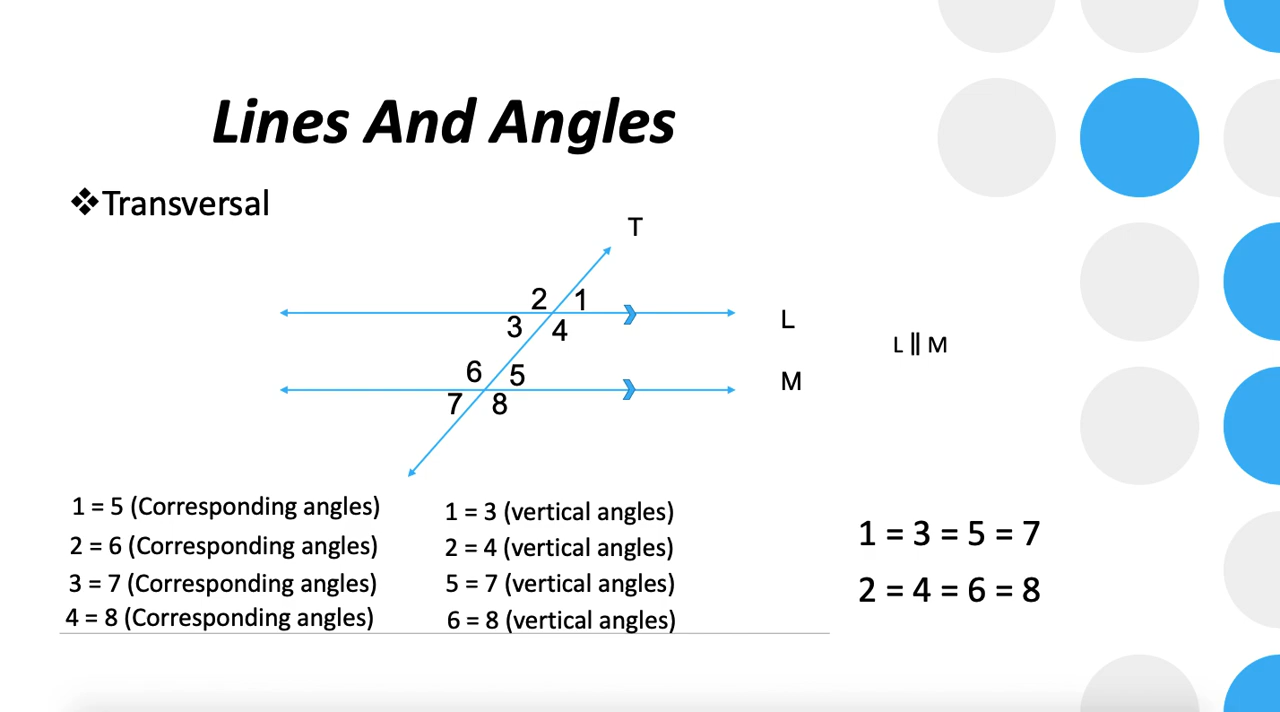 Lines And Angles
❖Transversal
T
2 1
3 4
L
L ∥ M
6 5
M
7 8
1 = 5 (Corresponding angles)
2 = 6 (Corresponding angles)
3 = 7 (Corresponding angles)
4 = 8 (Corresponding angles)
1 = 3 (vertical angles)
2 = 4 (vertical angles)
5 = 7 (vertical angles)
6 = 8 (vertical angles)
1 = 3 = 5 = 7
2 = 4 = 6 = 8